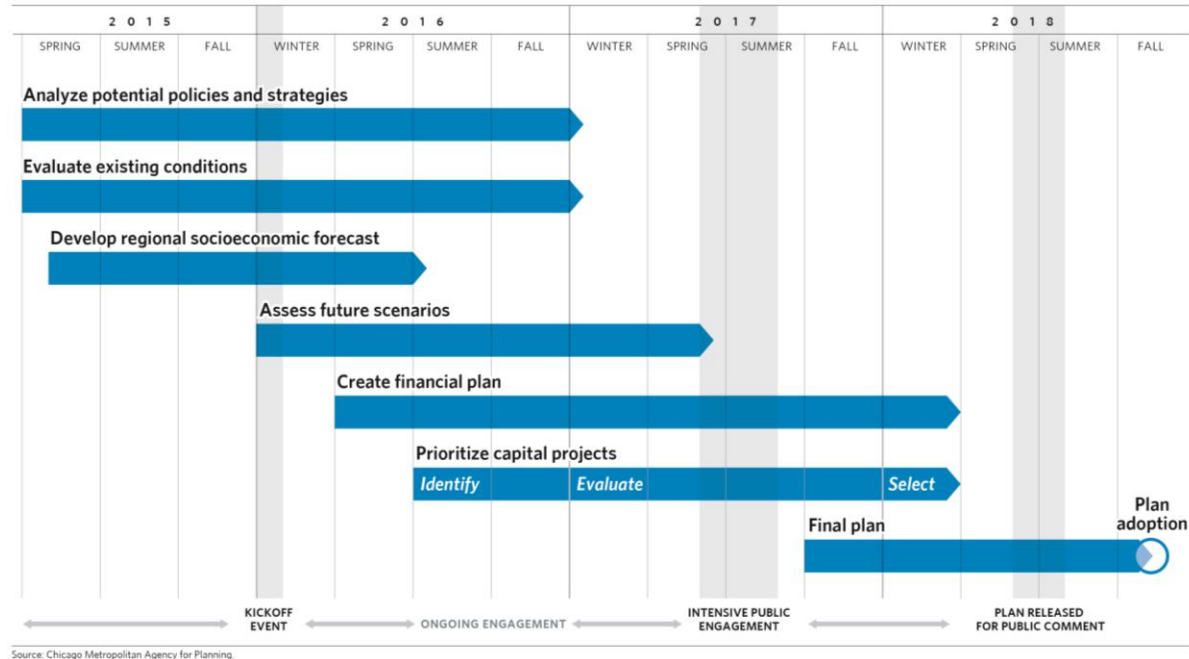 2 0 1 5 2 0 1 6 2 0 1 7 2 0 1 8
SPRING SUMMER FALL WINTER SPRING SUMMER FALL WINTER SPRING SUMMER FALL WINTER SPRING SUMMER FALL
Analyze potential policies and strategies
Evaluate existing conditions
Develop regional socioeconomic forecast
Assess future scenarios
Create financial plan
Prioritize capital projects
Identify Evaluate Select
Final plan
Plan
adoption
KICKOFF
EVENT
ONGOING ENGAGEMENT
INTENSIVE PUBLIC
ENGAGEMENT
PLAN RELEASED
FOR PUBLIC COMMENT
Source: Chicago Metropolitan Agency for Planning.